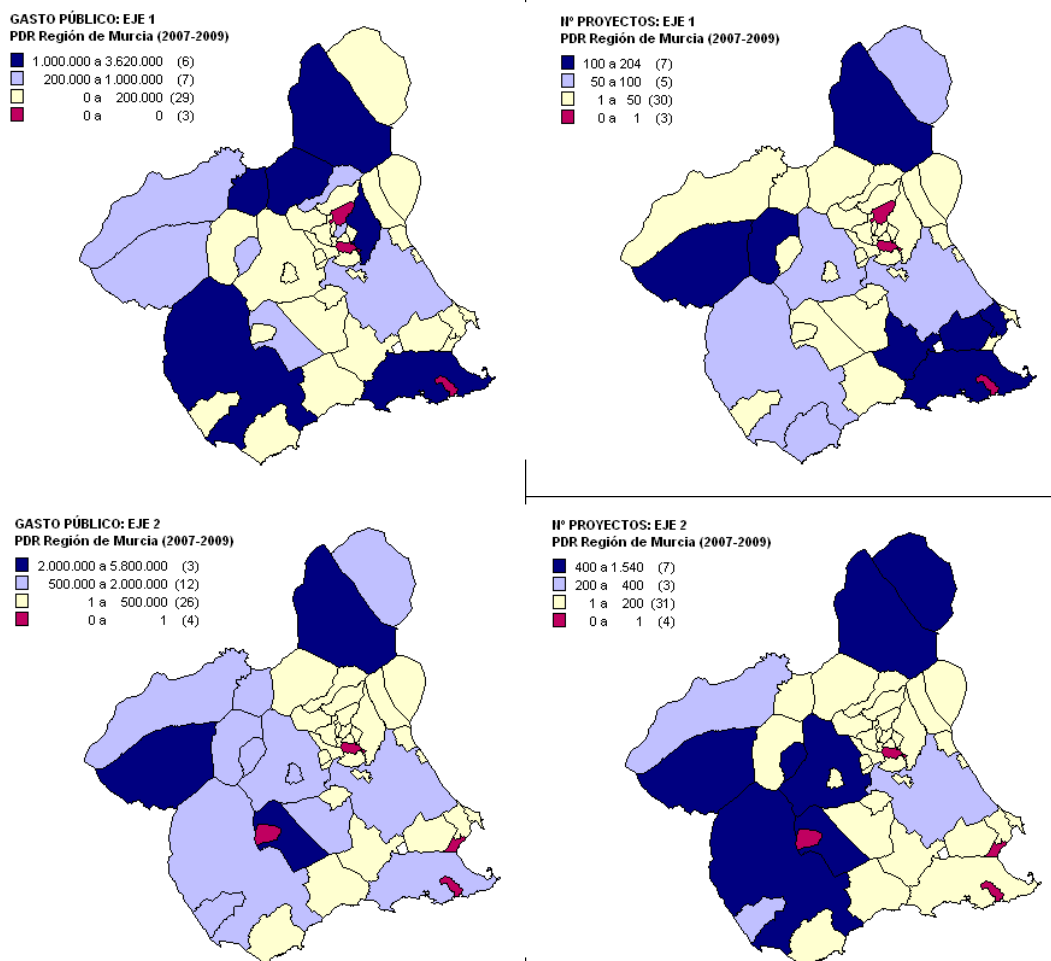 GASTO PÚBLICO: EJE 1
PDR Región de Murcia (2007-2009)
1.000.000 a 3.620.000 (6)
200.000 a 1.000.000 (7)
0 a 200.000 (29)
0 a 0 (3)
Nº PROYECTOS: EJE 1
PDR Región de Murcia (2007-2009)
100 a 204 (7)
50 a 100 (5)
1 a 50 (30)
0 a 1 (3)
GASTO PÚBLICO: EJE 2
PDR Región de Murcia (2007-2009)
2.000.000 a 5.800.000 (3)
500.000 a 2.000.000 (12)
1 a 500.000 (26)
0 a 1 (4)
Nº PROYECTOS: EJE 2
PDR Región de Murcia (2007-2009)
400 a 1.540 (7)
200 a 400 (3)
1 a 200 (31)
0 a 1 (4)